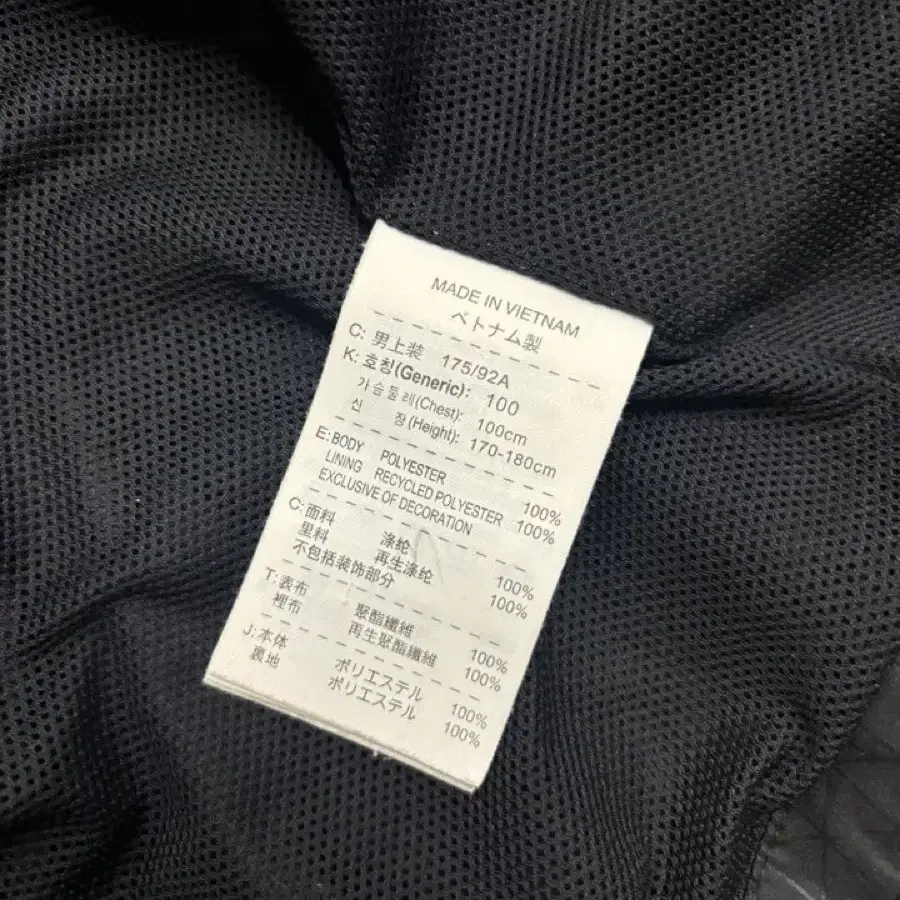 MADE IN VIETNAM
ベトナム製
C: 男上装 175/92A
K: 호칭(Generic): 100
가슴둘레(Chest): 100cm
신 장(Height): 170-180cm
E: BODY POLYESTER 100%
LINING RECYCLED POLYESTER 100%
EXCLUSIVE OF DECORATION
C: 面料 涤纶 100%
里料 再生涤纶 100%
不包括装饰部分
T: 表布 聚酯纖維 100%
裡布 再生聚酯纖維 100%
J: 本体 ポリエステル 100%
裏地 ポリエステル 100%